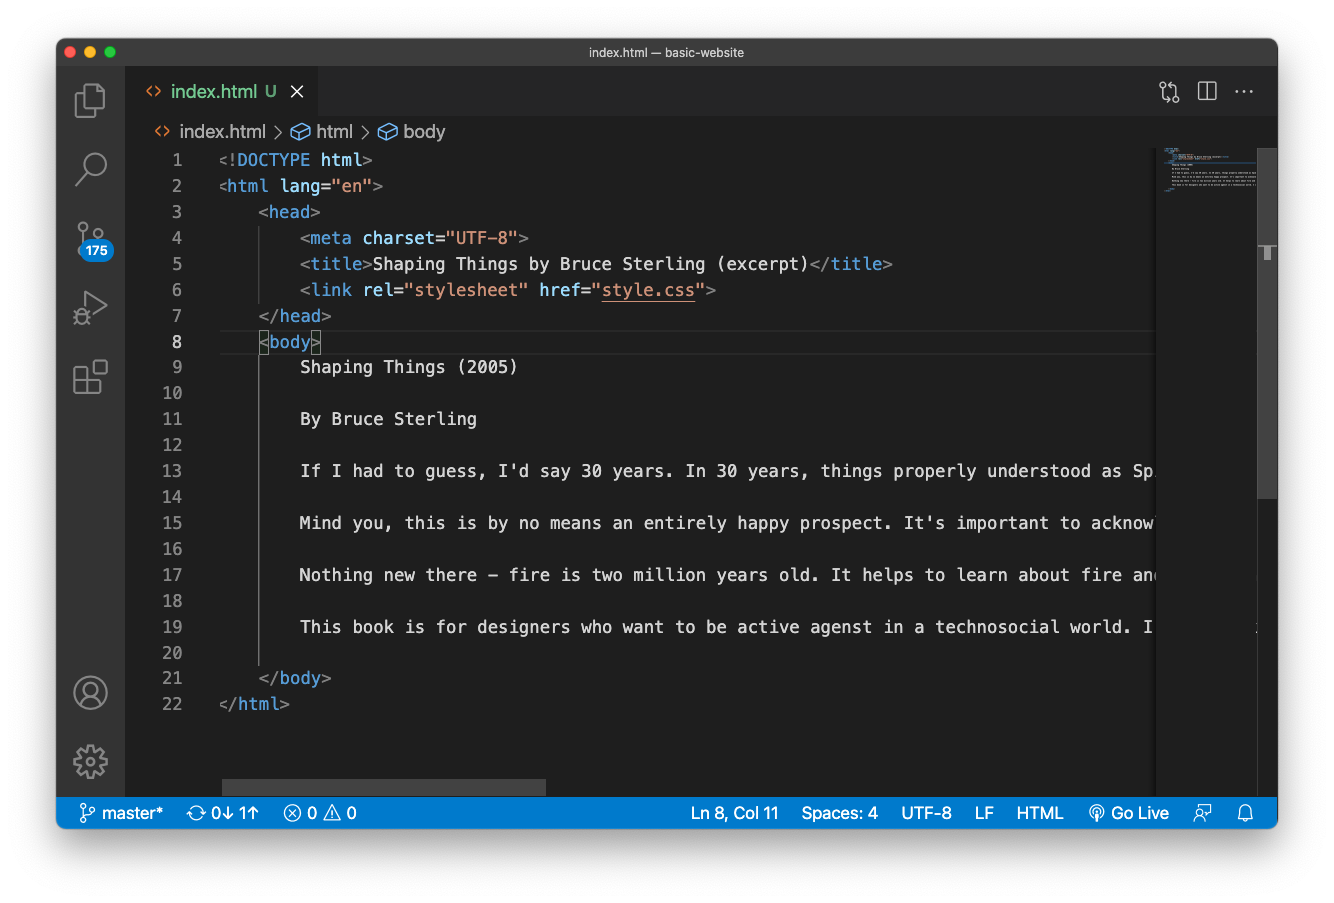 index.html — basic-website
index.html U
index.html > html > body
1 <!DOCTYPE html>
2 <html lang="en">
3 <head>
4 <meta charset="UTF-8">
5 <title>Shaping Things by Bruce Sterling (excerpt)</title>
6 <link rel="stylesheet" href="style.css">
7 </head>
8 <body>
9 Shaping Things (2005)
10
11 By Bruce Sterling
12
13 If I had to guess, I'd say 30 years. In 30 years, things properly understood as Sp
14
15 Mind you, this is by no means an entirely happy prospect. It's important to acknow
16
17 Nothing new there – fire is two million years old. It helps to learn about fire an
18
19 This book is for designers who want to be active agenst in a technosocial world. I
20
21 </body>
22 </html>
175
master* 0↓ 1↑ 0 0 Ln 8, Col 11 Spaces: 4 UTF-8 LF HTML Go Live